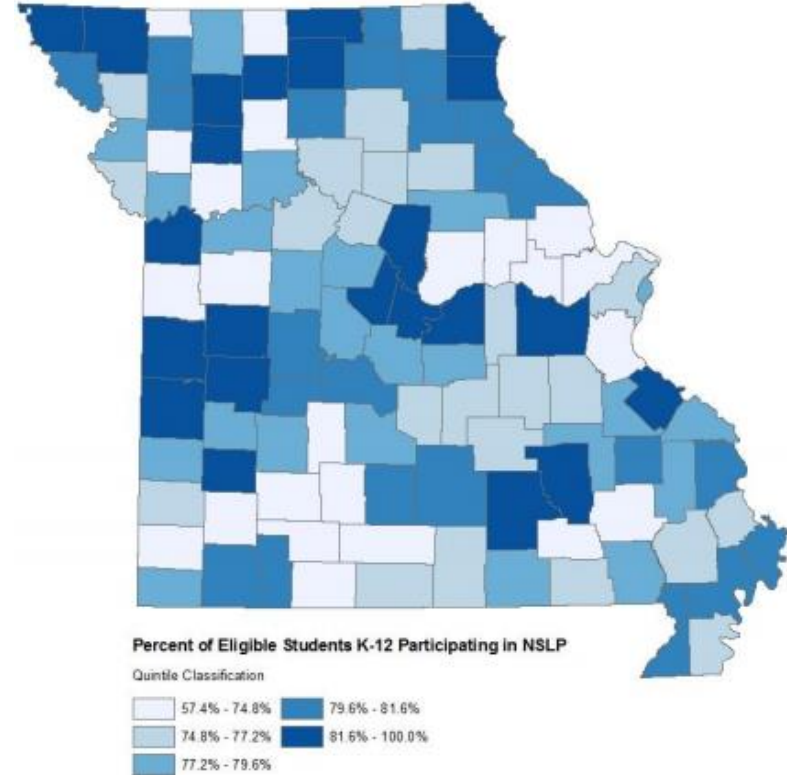 Percent of Eligible Students K-12 Participating in NSLP
Quintile Classification
57.4% - 74.8%
79.6% - 81.6%
74.8% - 77.2%
81.6% - 100.0%
77.2% - 79.6%